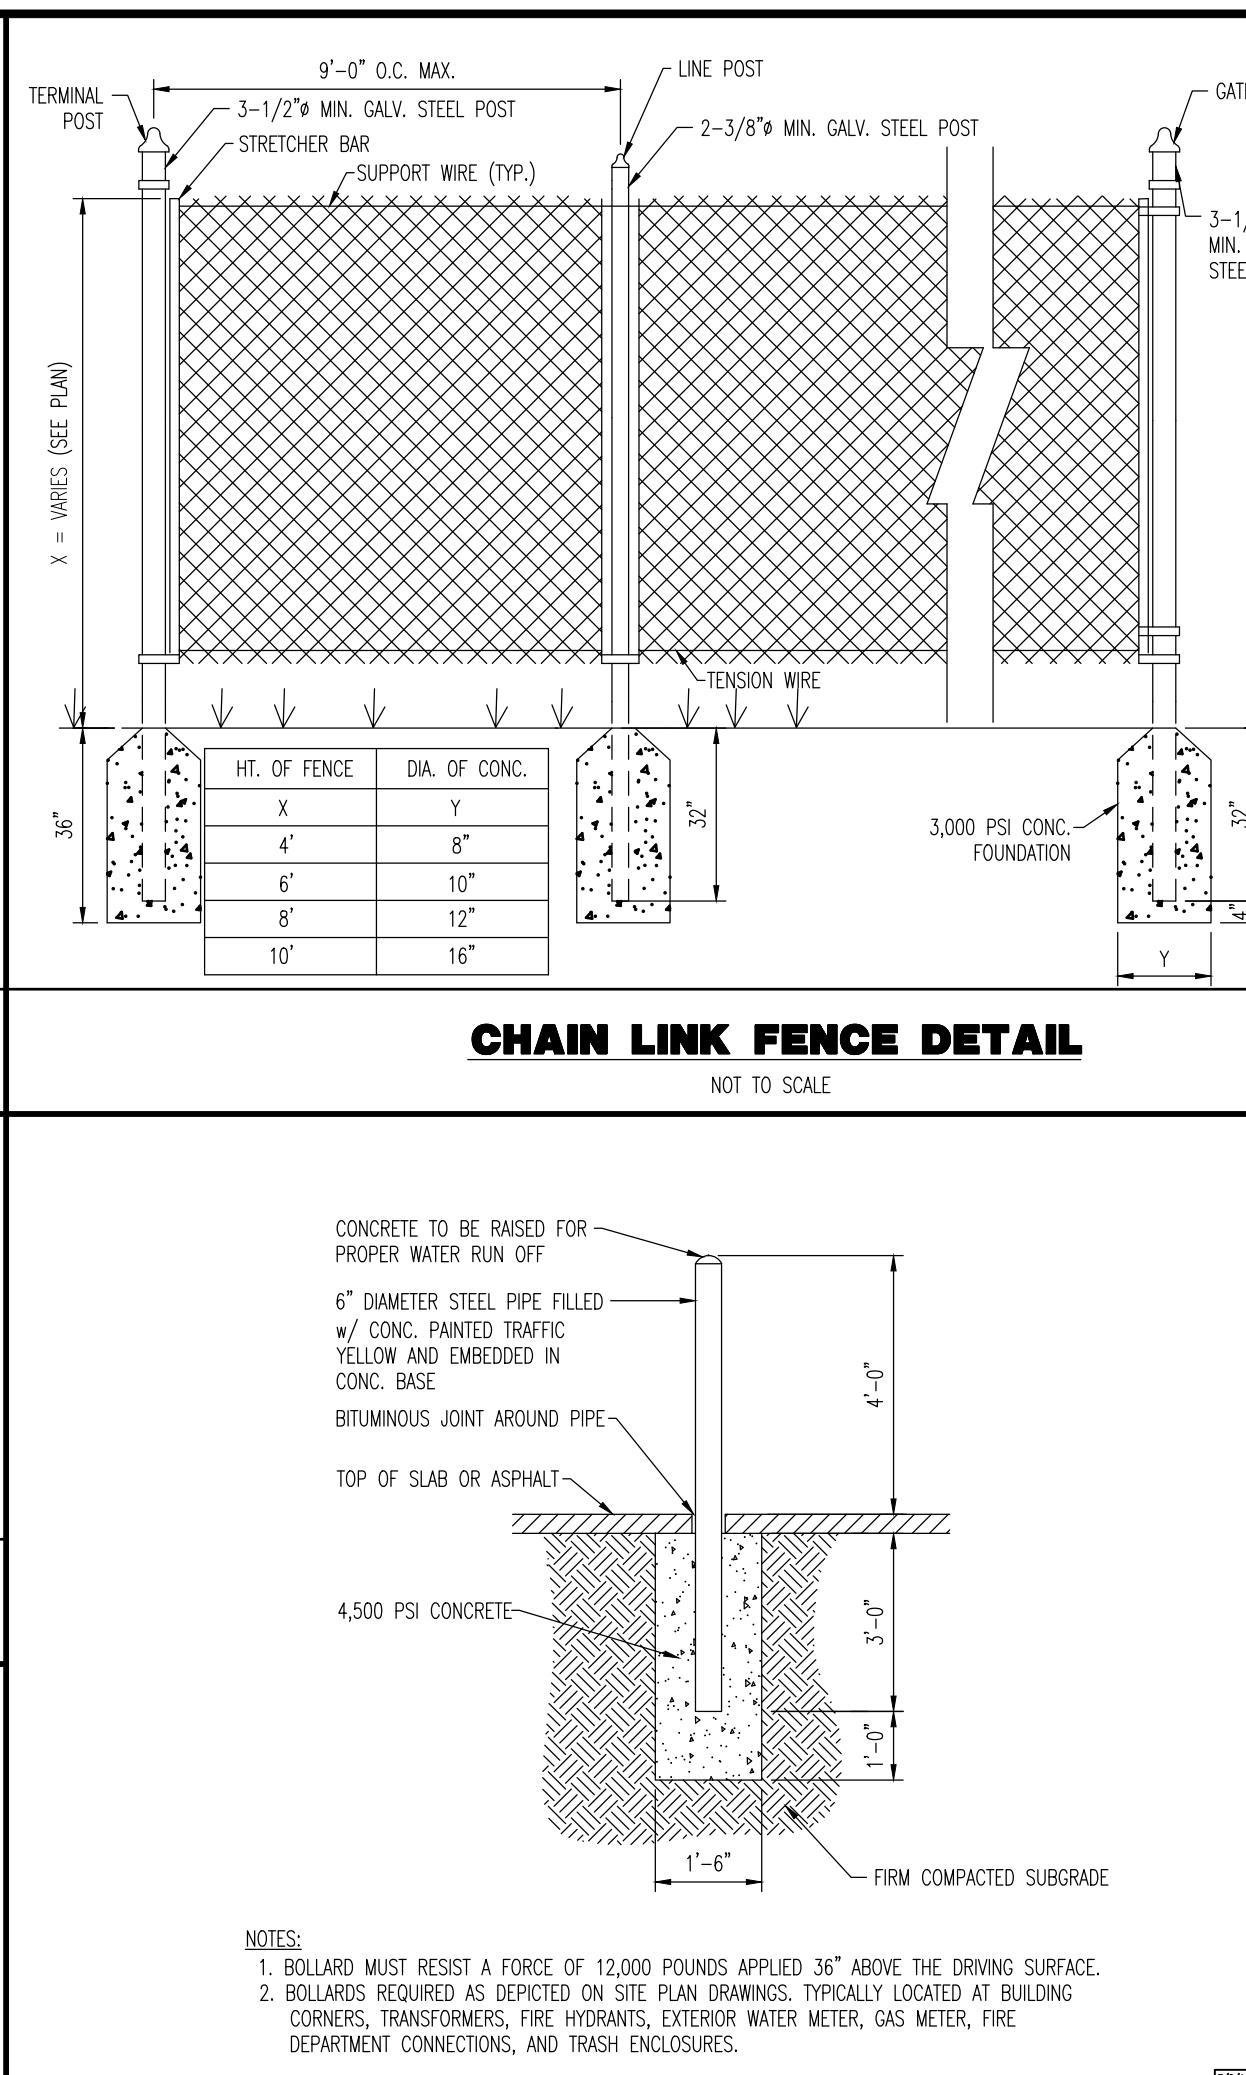 9'-0" O.C. MAX.
LINE POST
TERMINAL
POST
3-1/2"ø MIN. GALV. STEEL POST
STRETCHER BAR
SUPPORT WIRE (TYP.)
2-3/8"ø MIN. GALV. STEEL POST
3-1/
MIN.
X = VARIES (SEE PLAN)
TENSION WIRE
36"
HT. OF FENCE DIA. OF CONC.
X Y
4' 8"
6' 10"
8' 12"
10' 16"
32"
3,000 PSI CONC.
FOUNDATION
32"
4"
Y
CHAIN LINK FENCE DETAIL
NOT TO SCALE
CONCRETE TO BE RAISED FOR
PROPER WATER RUN OFF
6" DIAMETER STEEL PIPE FILLED
w/ CONC. PAINTED TRAFFIC
YELLOW AND EMBEDDED IN
CONC. BASE
BITUMINOUS JOINT AROUND PIPE
TOP OF SLAB OR ASPHALT
4,500 PSI CONCRETE
4'-0"
3'-0"
1'-0"
1'-6"
FIRM COMPACTED SUBGRADE
NOTES:
1. BOLLARD MUST RESIST A FORCE OF 12,000 POUNDS APPLIED 36" ABOVE THE DRIVING SURFACE.
2. BOLLARDS REQUIRED AS DEPICTED ON SITE PLAN DRAWINGS. TYPICALLY LOCATED AT BUILDING
CORNERS, TRANSFORMERS, FIRE HYDRANTS, EXTERIOR WATER METER, GAS METER, FIRE
DEPARTMENT CONNECTIONS, AND TRASH ENCLOSURES.